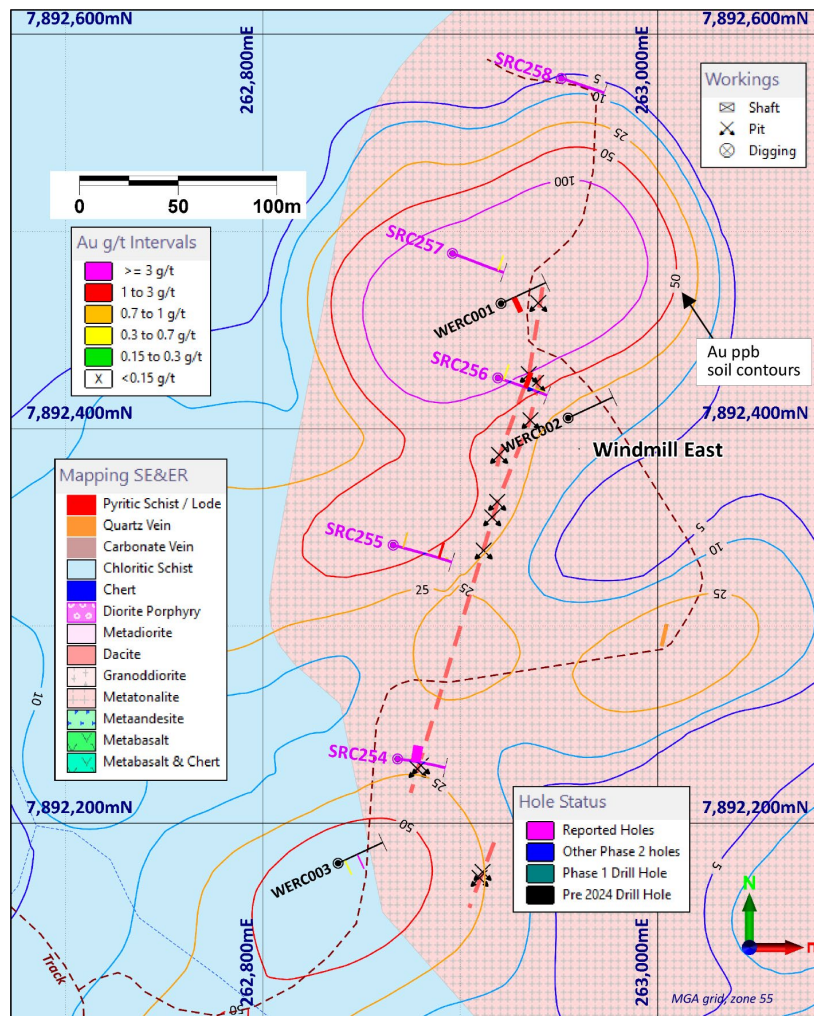 7,892,600mN
7,892,600mN
262,800mE
263,000mE
SRC258
5
10
25
50
100
Workings
Shaft
Pit
Digging
0
50
100m
Au g/t Intervals
>= 3 g/t
1 to 3 g/t
0.7 to 1 g/t
0.3 to 0.7 g/t
0.15 to 0.3 g/t
X <0.15 g/t
SRC257
50
WERC001
Au ppb
soil contours
SRC256
7,892,400mN
7,892,400mN
WERC002
Windmill East
Mapping SE&ER
Pyritic Schist / Lode
Quartz Vein
Carbonate Vein
Chloritic Schist
Chert
Diorite Porphyry
Metadiorite
Dacite
Granoddiorite
Metatonalite
Metaandesite
Metabasalt
Metabasalt & Chert
SRC255
5
10
25
25
25
10
SRC254
25
7,892,200mN
7,892,200mN
50
Hole Status
Reported Holes
Other Phase 2 holes
Phase 1 Drill Hole
Pre 2024 Drill Hole
WERC003
5
N
E
262,800mE
263,000mE
Track
50
MGA grid, zone 55